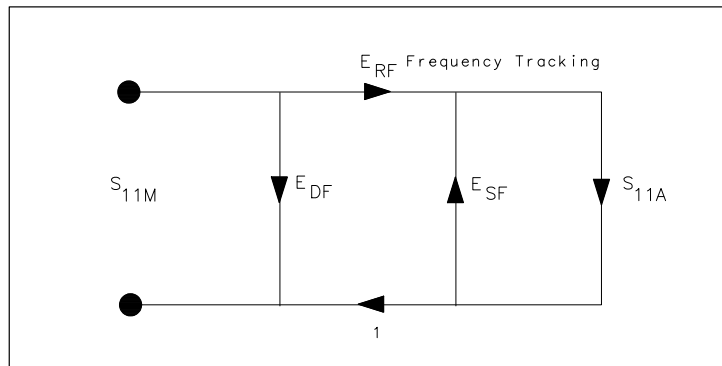 E_RF Frequency Tracking
S_11M
E_DF
E_SF
S_11A
1